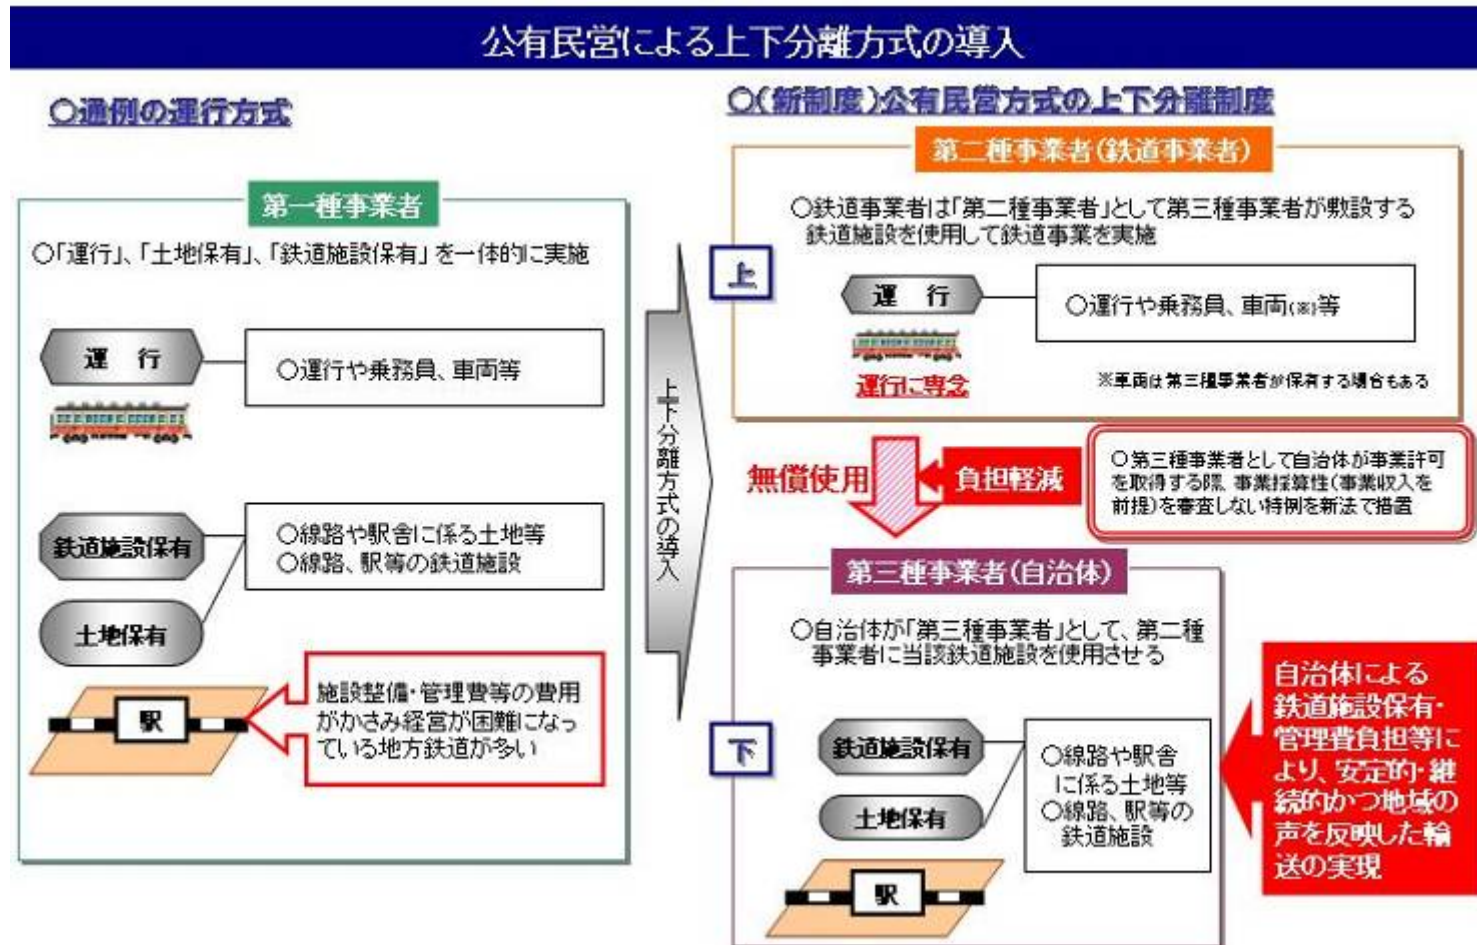 公有民営による上下分離方式の導入
〇通例の運行方式
第一種事業者
〇「運行」、「土地保有」、「鉄道施設保有」を一体的に実施
運 行
〇運行や乗務員、車両等
鉄道施設保有
〇線路や駅舎に係る土地等
〇線路、駅等の鉄道施設
土地保有
駅
施設整備・管理費等の費用
がかさみ経営が困難になっ
ている地方鉄道が多い
上下分離方式の導入
〇(新制度)公有民営方式の上下分離制度
第二種事業者(鉄道事業者)
〇鉄道事業者は「第二種事業者」として第三種事業者が敷設する
鉄道施設を使用して鉄道事業を実施
上
運 行
〇運行や乗務員、車両(※)等
運行に専念
※車両は第三種事業者が保有する場合もある
無償使用
負担軽減
〇第三種事業者として自治体が事業許可
を取得する際、事業採算性(事業収入を
前提)を審査しない特例を新法で措置
第三種事業者(自治体)
〇自治体が「第三種事業者」として、第二種
事業者に当該鉄道施設を使用させる
下
鉄道施設保有
土地保有
〇線路や駅舎
に係る土地等
〇線路、駅等の
鉄道施設
駅
自治体による
鉄道施設保有・
管理費負担等に
より、安定的・継
続的かつ地域の
声を反映した輸
送の実現